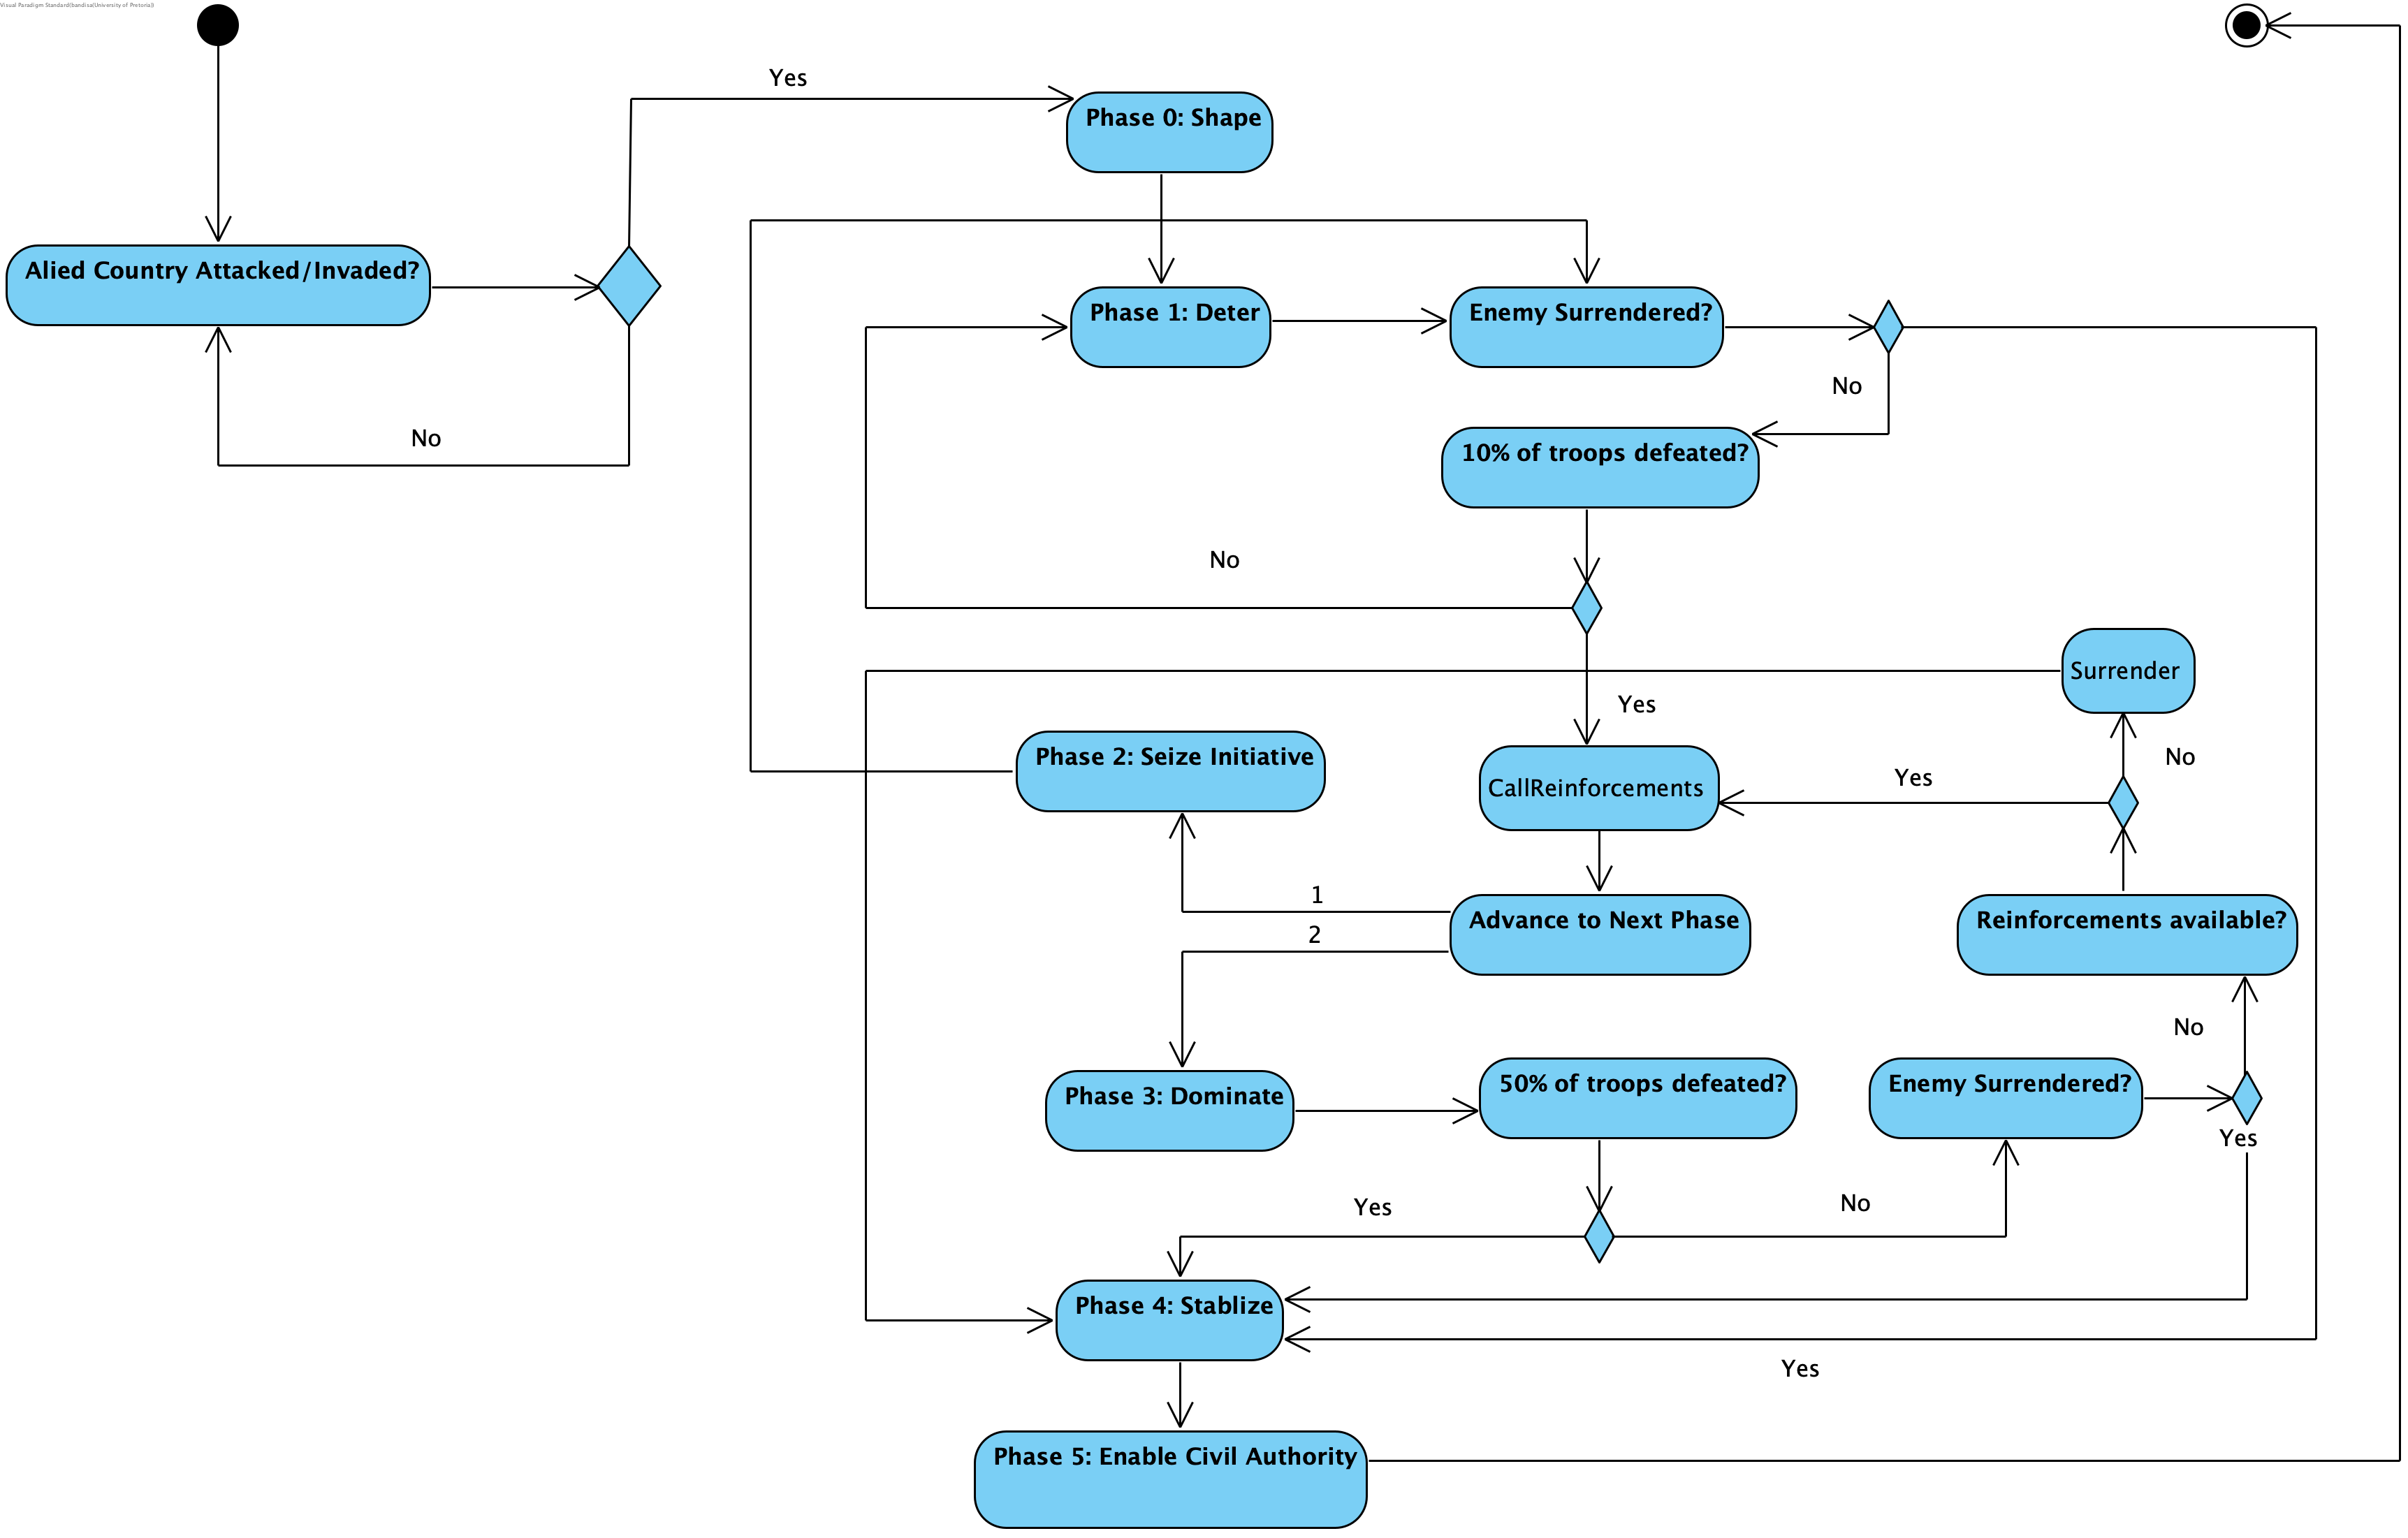 Visual Paradigm Standard(bandisa(University of Pretoria))
Yes
Phase 0: Shape
Alied Country Attacked/Invaded?
Phase 1: Deter
Enemy Surrendered?
No
No
10% of troops defeated?
No
Surrender
Yes
Phase 2: Seize Initiative
No
CallReinforcements
Yes
1
Advance to Next Phase
Reinforcements available?
2
No
Phase 3: Dominate
50% of troops defeated?
Enemy Surrendered?
Yes
Yes
No
Phase 4: Stablize
Yes
Phase 5: Enable Civil Authority